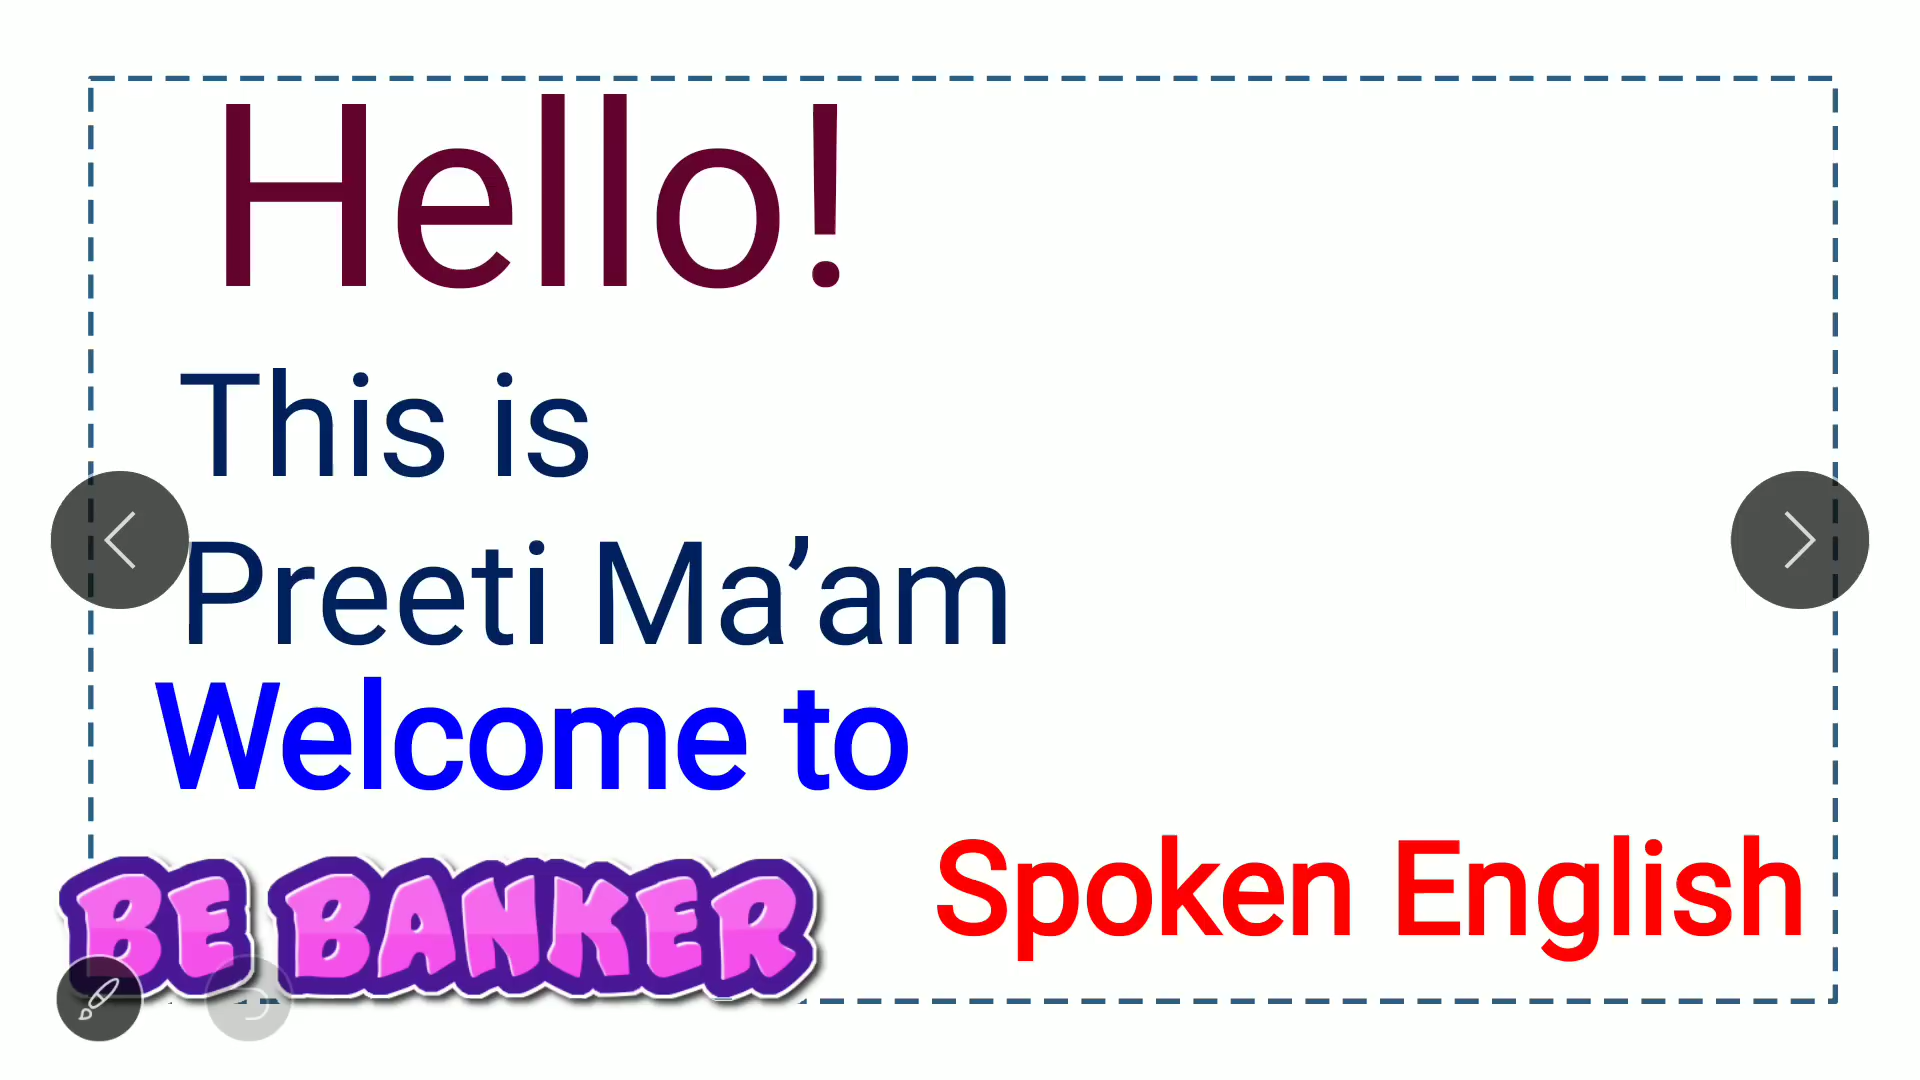 Hello!
This is
Preeti Ma’am
Welcome to
BE BANKER
Spoken English